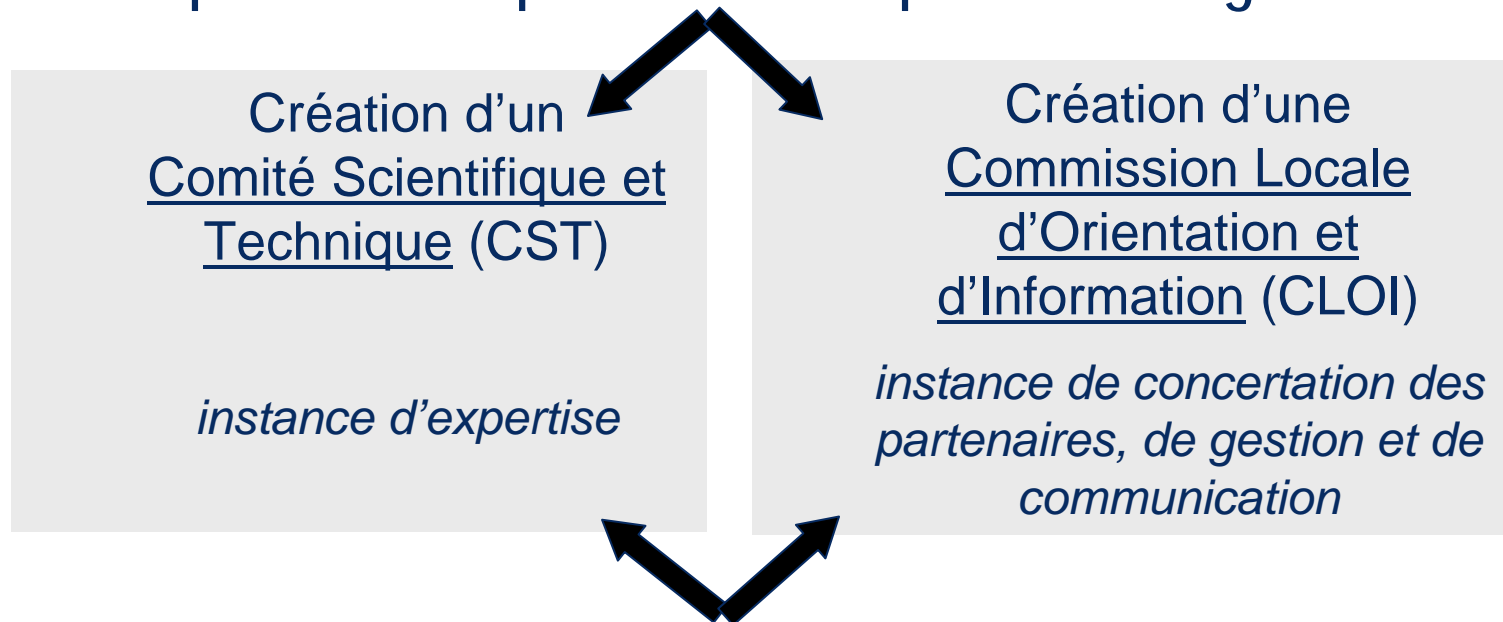 Création d’un
Comité Scientifique et
Technique (CST)
instance d’expertise
Création d’une
Commission Locale
d’Orientation et
d’Information (CLOI)
instance de concertation des
partenaires, de gestion et de
communication